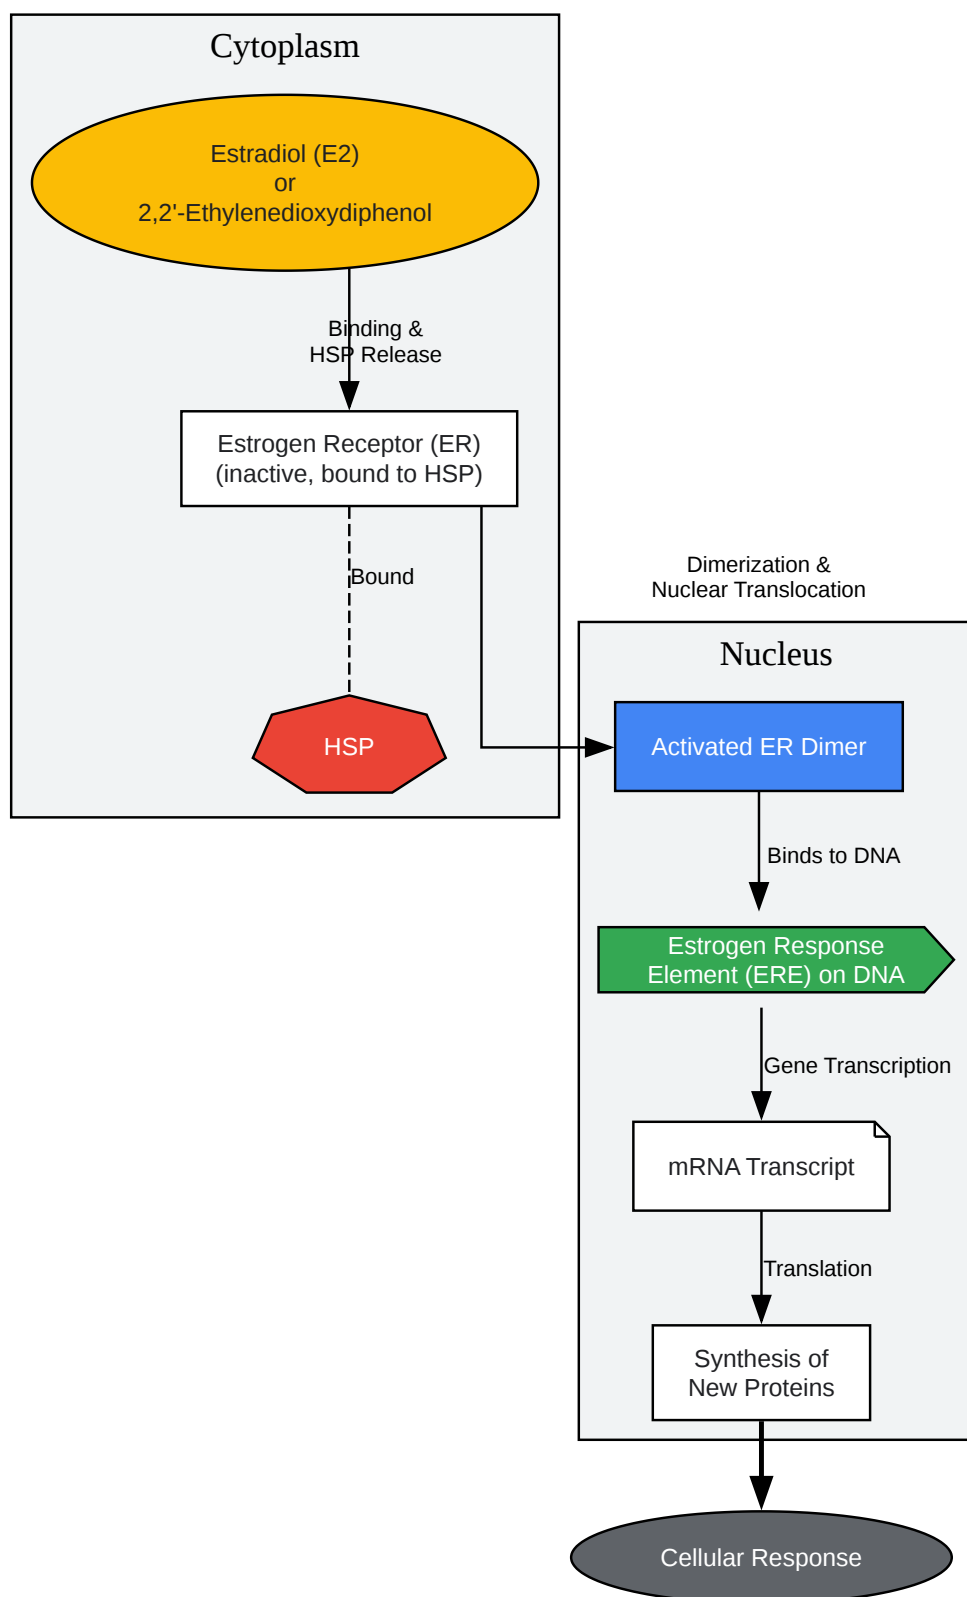 Cytoplasm
Estradiol (E2)
or
2,2'-Ethylenedioxydiphenol
Binding &
HSP Release
Estrogen Receptor (ER)
(inactive, bound to HSP)
Bound
HSP
Dimerization &
Nuclear Translocation
Nucleus
Activated ER Dimer
Binds to DNA
Estrogen Response
Element (ERE) on DNA
Gene Transcription
mRNA Transcript
Translation
Synthesis of
New Proteins
Cellular Response